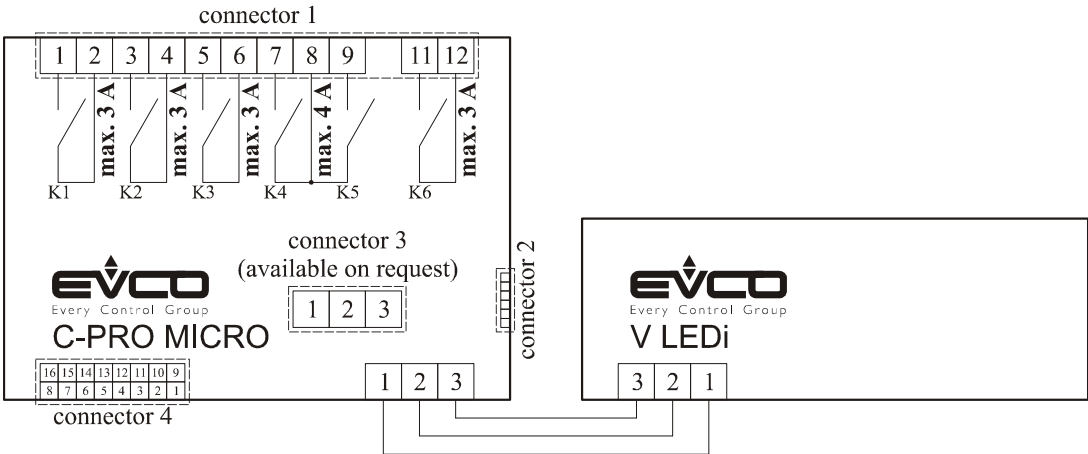 connector 1
1 2 3 4 5 6 7 8 9 11 12
max. 3 A
max. 3 A
max. 3 A
max. 4 A
max. 3 A
K1 K2 K3 K4 K5 K6
connector 3
(available on request)
1 2 3
connector 2
EVCO
Every Control Group
C-PRO MICRO
16 15 14 13 12 11 10 9
8 7 6 5 4 3 2 1
connector 4
1 2 3
EVCO
Every Control Group
V LEDi
3 2 1